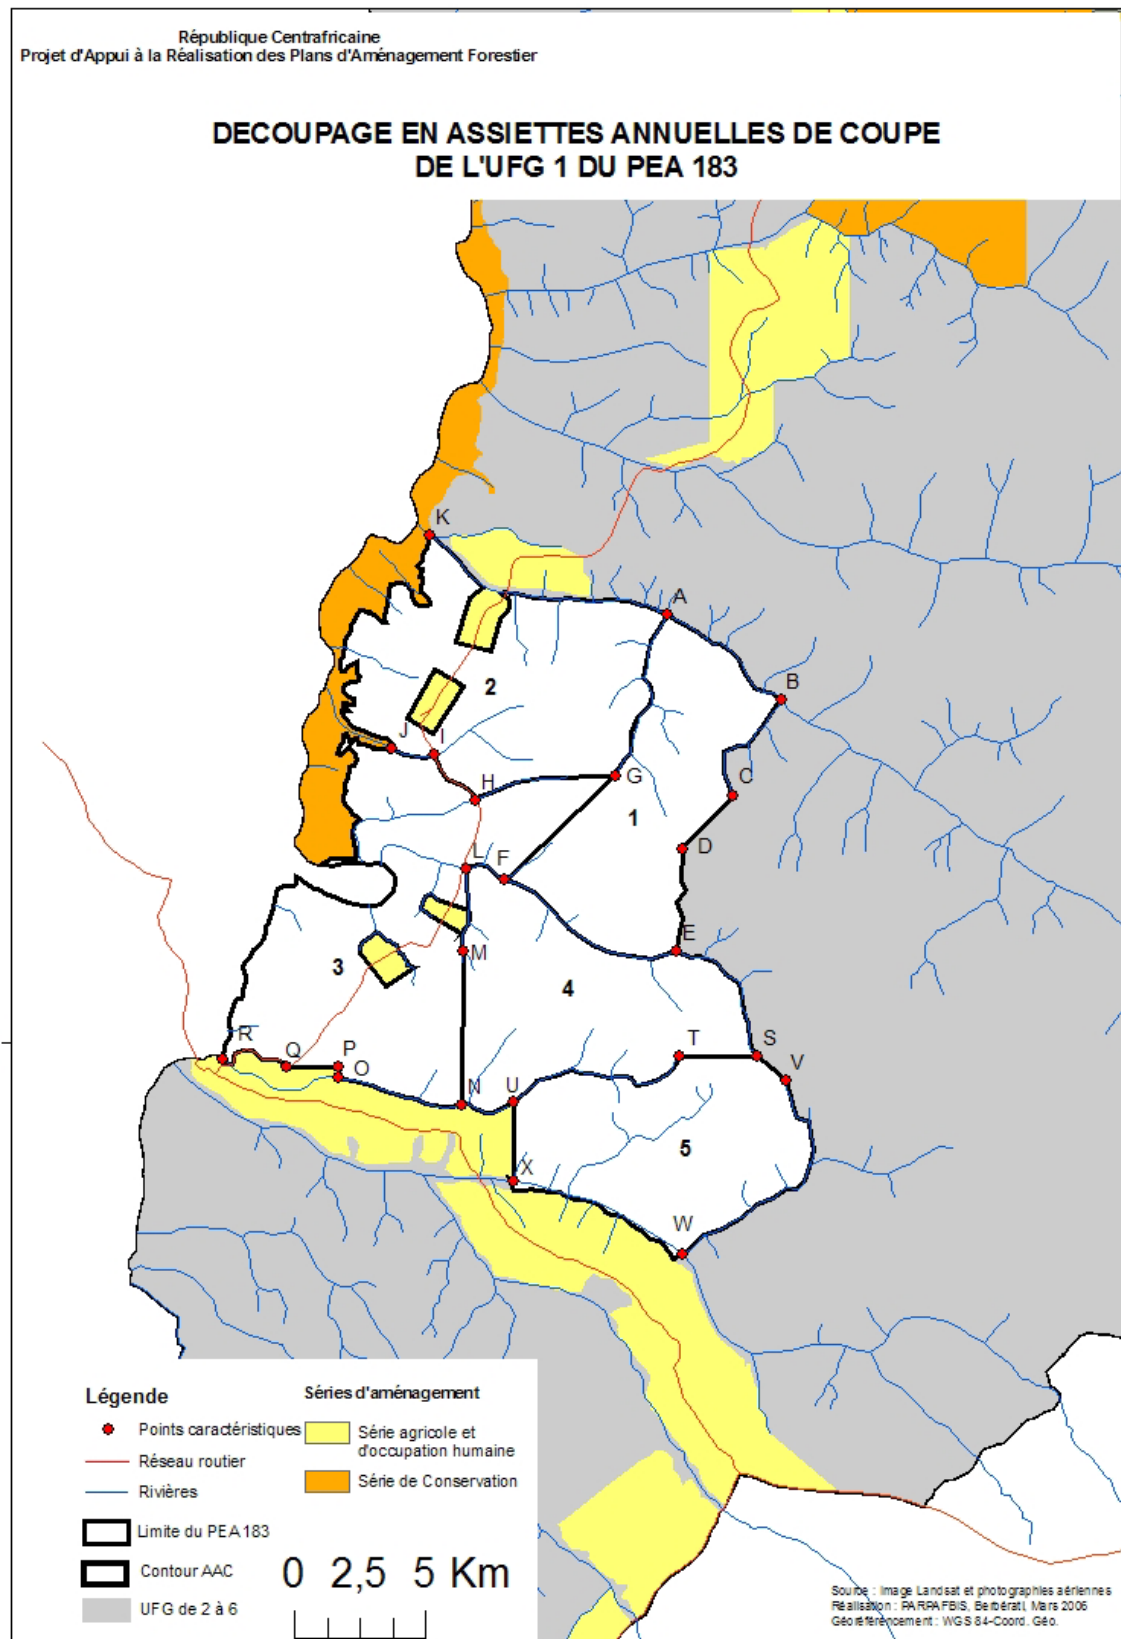 République Centrafricaine
Projet d'Appui à la Réalisation des Plans d'Aménagement Forestier
DECOUPAGE EN ASSIETTES ANNUELLES DE COUPE
DE L'UFG 1 DU PEA 183
K
A
B
2
J
I
H
G
C
1
D
L
F
E
M
3
4
R
Q
P
O
T
S
V
N
U
5
X
W
Légende
Points caractéristiques
Réseau routier
Rivières
Limite du PEA 183
Contour AAC
UFG de 2 à 6
Séries d'aménagement
Série agricole et
d'occupation humaine
Série de Conservation
0 2,5 5 Km
Source : Image Landsat et photographies aériennes
Réalisation : PARPAFBIS, Berbérati, Mars 2006
Géoréférencement : WGS 84-Coord. Géo.